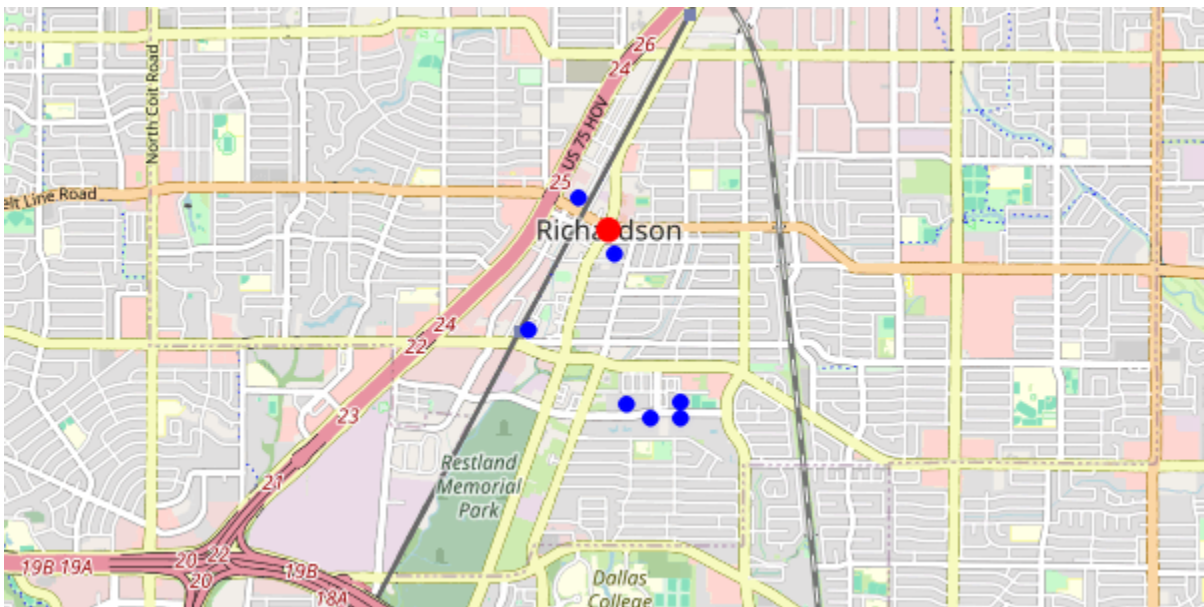 26
24
North Coit Road
US 75 HOV
25
elt Line Road
Richardson
24
22
23
Restland
Memorial
Park
21
20
22
19B 19A
20
19B
18A
Dallas
College